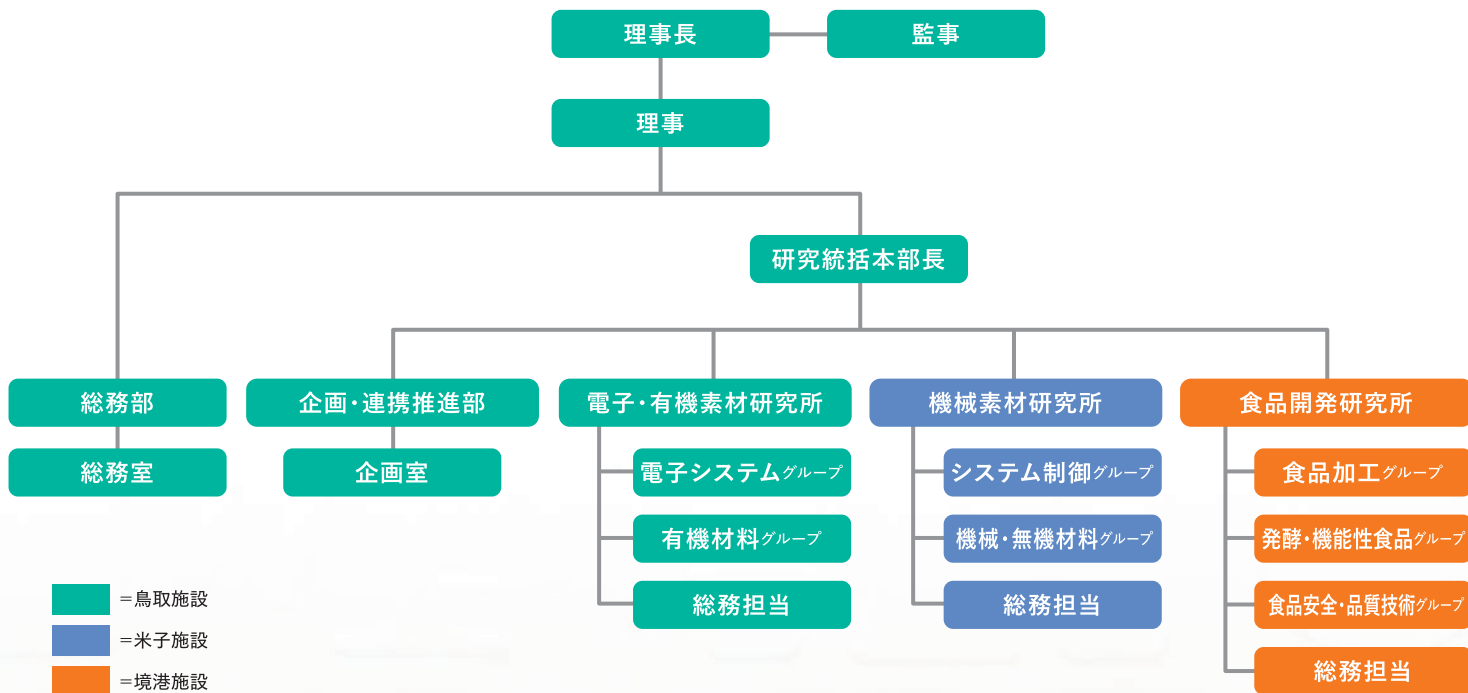 理事長
監事
理事
研究統括本部長
総務部
企画・連携推進部
電子・有機素材研究所
機械素材研究所
食品開発研究所
総務室
企画室
電子システムグループ
有機材料グループ
総務担当
システム制御グループ
機械・無機材料グループ
総務担当
食品加工グループ
発酵・機能性食品グループ
食品安全・品質技術グループ
総務担当
=鳥取施設
=米子施設
=境港施設